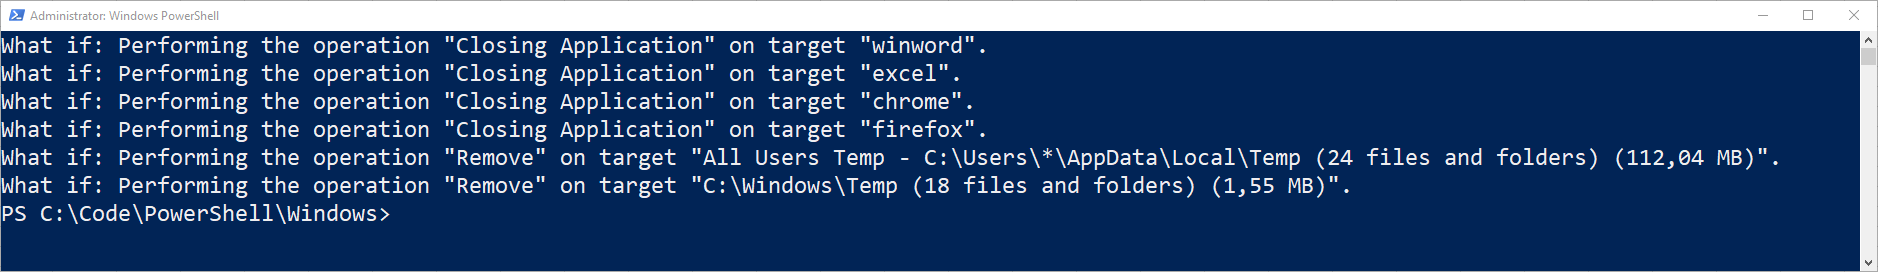 Administrator: Windows PowerShell
What if: Performing the operation "Closing Application" on target "winword".
What if: Performing the operation "Closing Application" on target "excel".
What if: Performing the operation "Closing Application" on target "chrome".
What if: Performing the operation "Closing Application" on target "firefox".
What if: Performing the operation "Remove" on target "All Users Temp - C:\Users\*\AppData\Local\Temp (24 files and folders) (112,04 MB)".
What if: Performing the operation "Remove" on target "C:\Windows\Temp (18 files and folders) (1,55 MB)".
PS C:\Code\PowerShell\Windows>